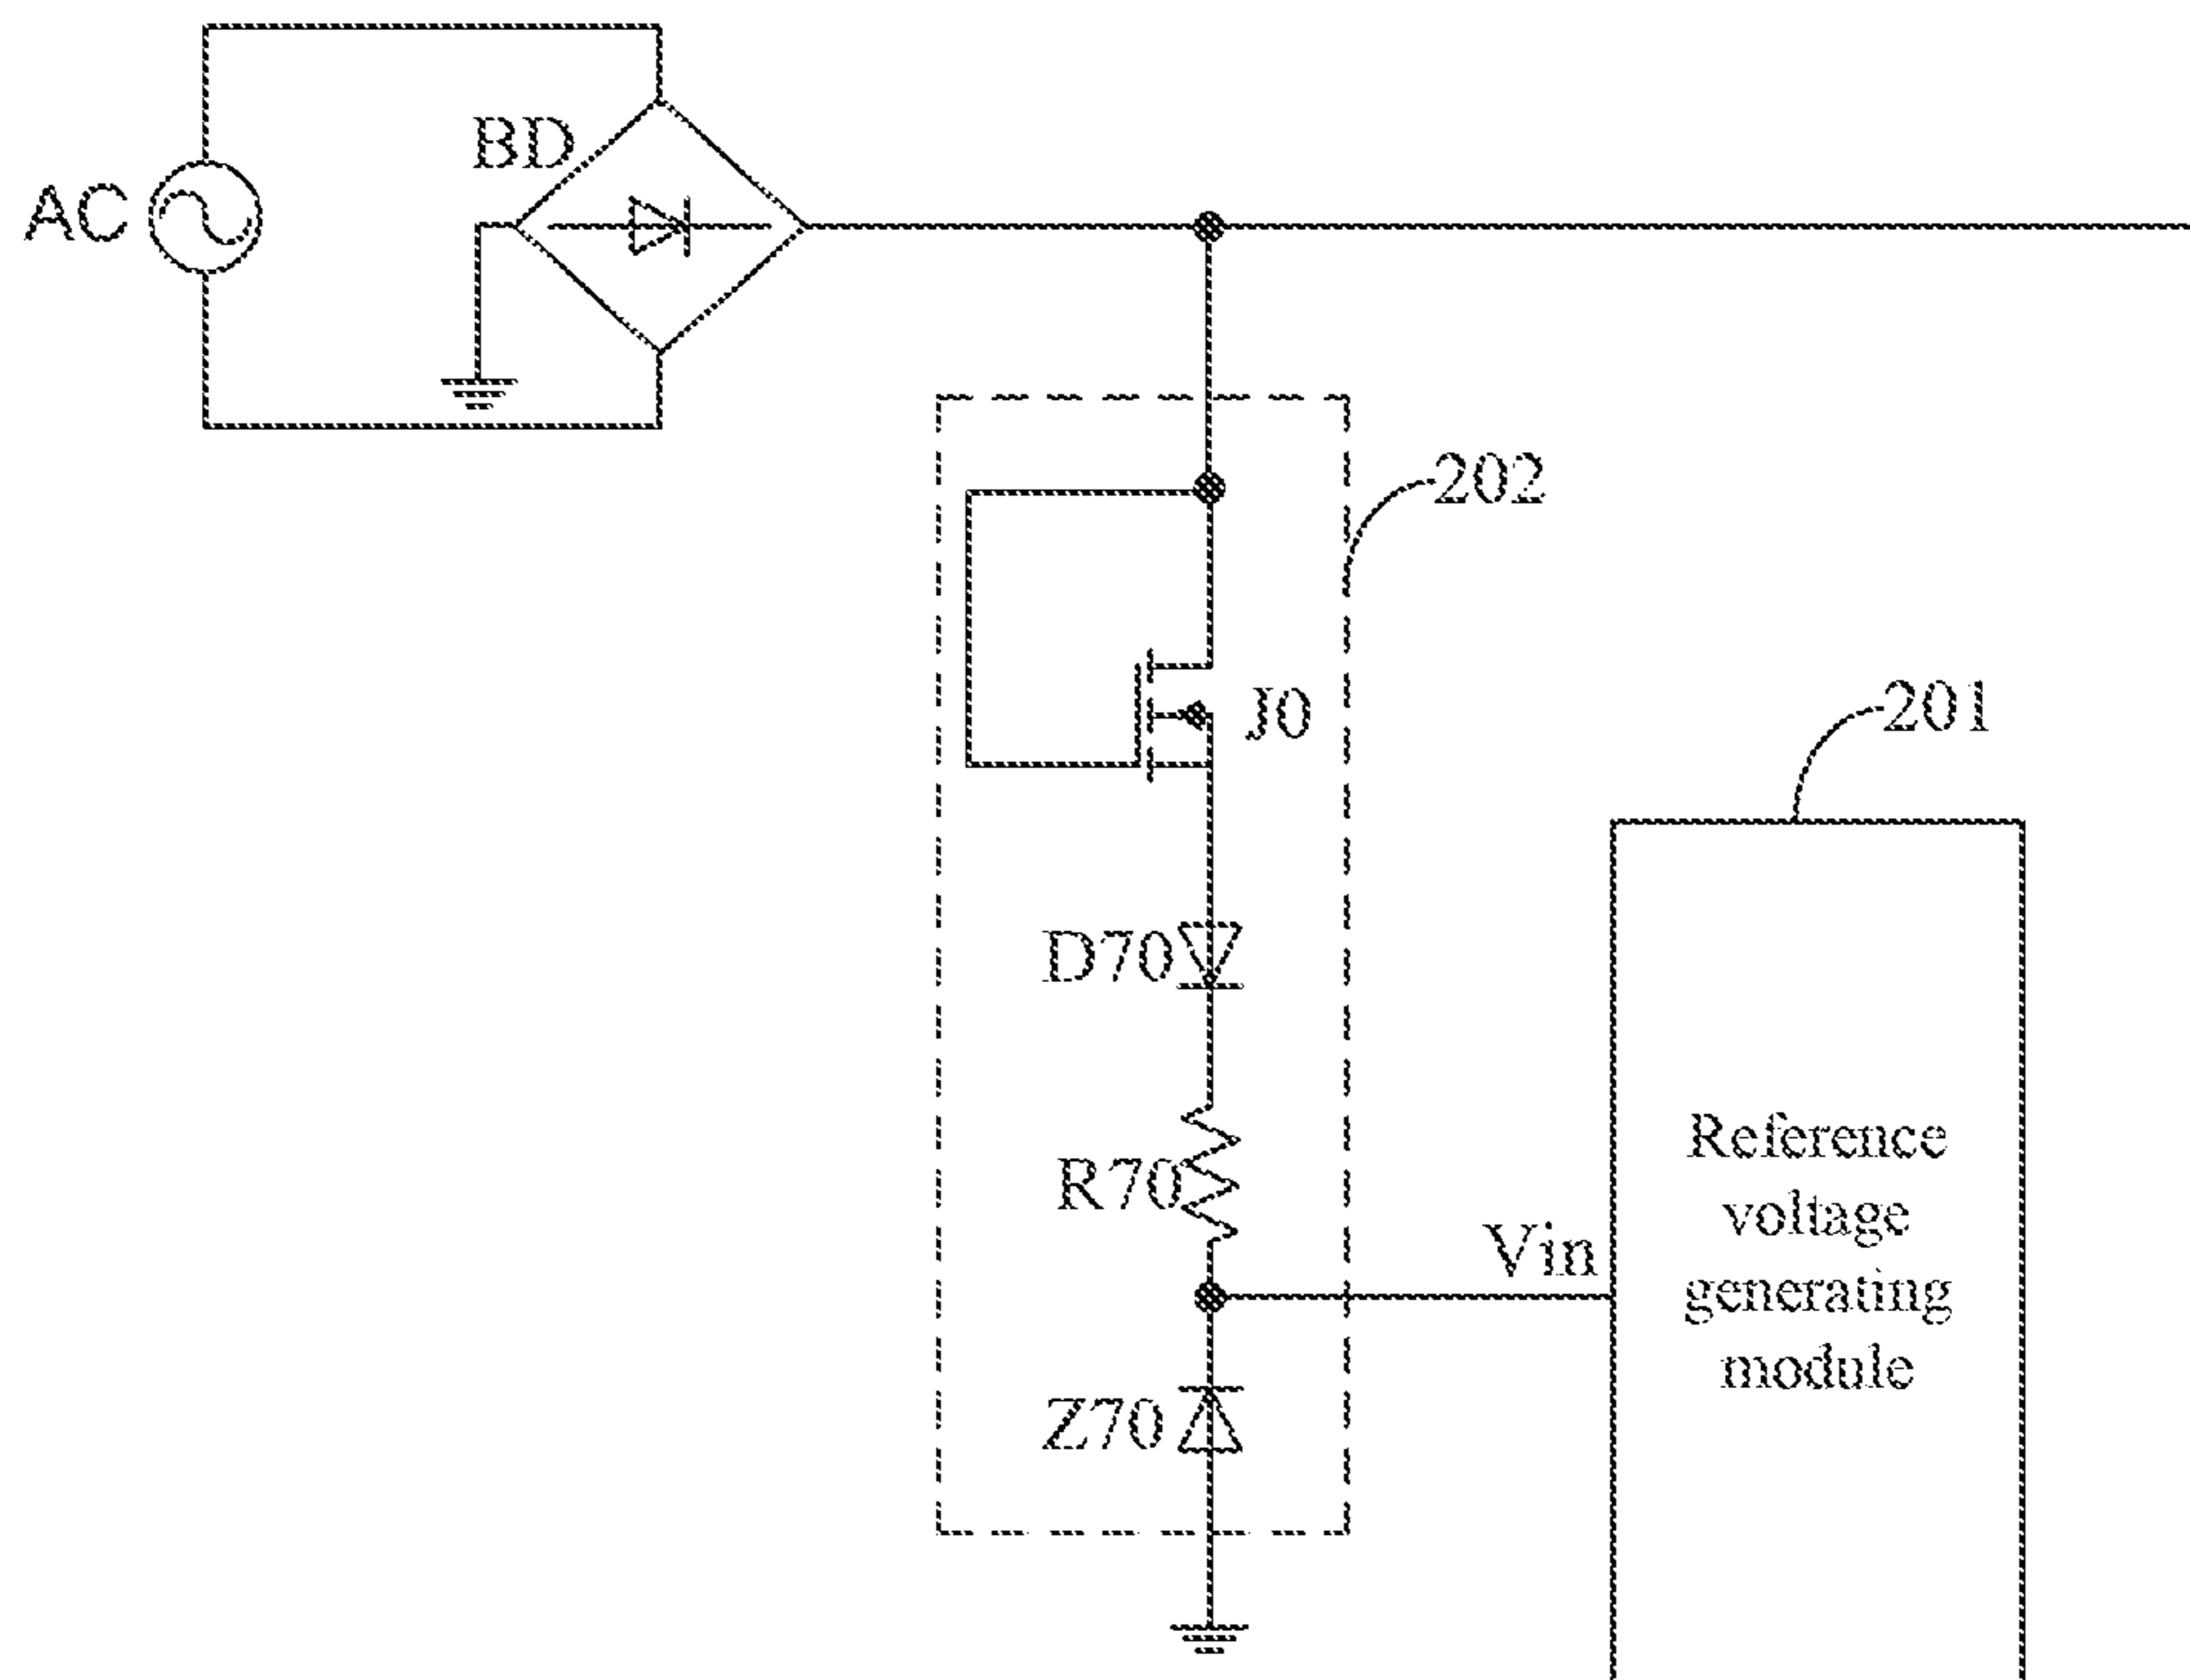 BD
AC
202
J0
201
D70
R70
Vin
Reference
voltage
generating
module
Z70